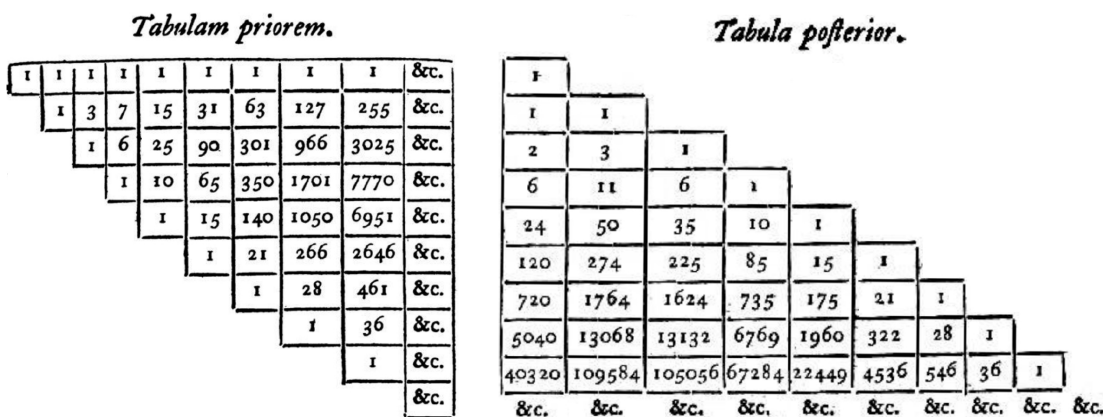 Tabulam priorem.
1 1 1 1 1 1 1 1 1 &c.
1 3 7 15 31 63 127 255 &c.
1 6 25 90 301 966 3025 &c.
1 10 65 350 1701 7770 &c.
1 15 140 1050 6951 &c.
1 21 266 2646 &c.
1 28 461 &c.
1 36 &c.
1 &c.
&c.
Tabula poſterior.
1
1 1
2 3 1
6 11 6 1
24 50 35 10 1
120 274 225 85 15 1
720 1764 1624 735 175 21 1
5040 13068 13132 6769 1960 322 28 1
40320 109584 105056 67284 22449 4536 546 36 1
&c. &c. &c. &c. &c. &c. &c. &c. &c. &c.